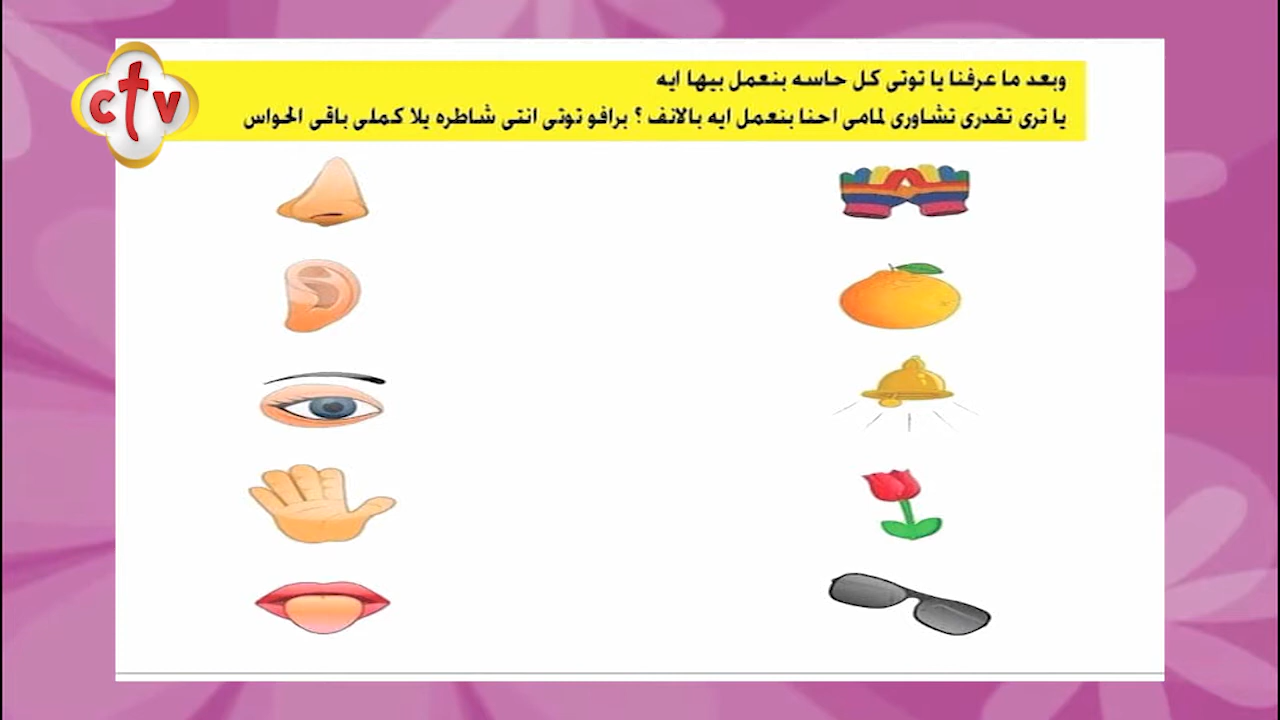 ctv
وبعد ما عرفنا يا توتى كل حاسه بنعمل بيها ايه
يا ترى تقدرى تشاورى لمامى احنا بنعمل ايه بالانف ؟ برافو توتى انتى شاطره يلا كملى باقى الحواس